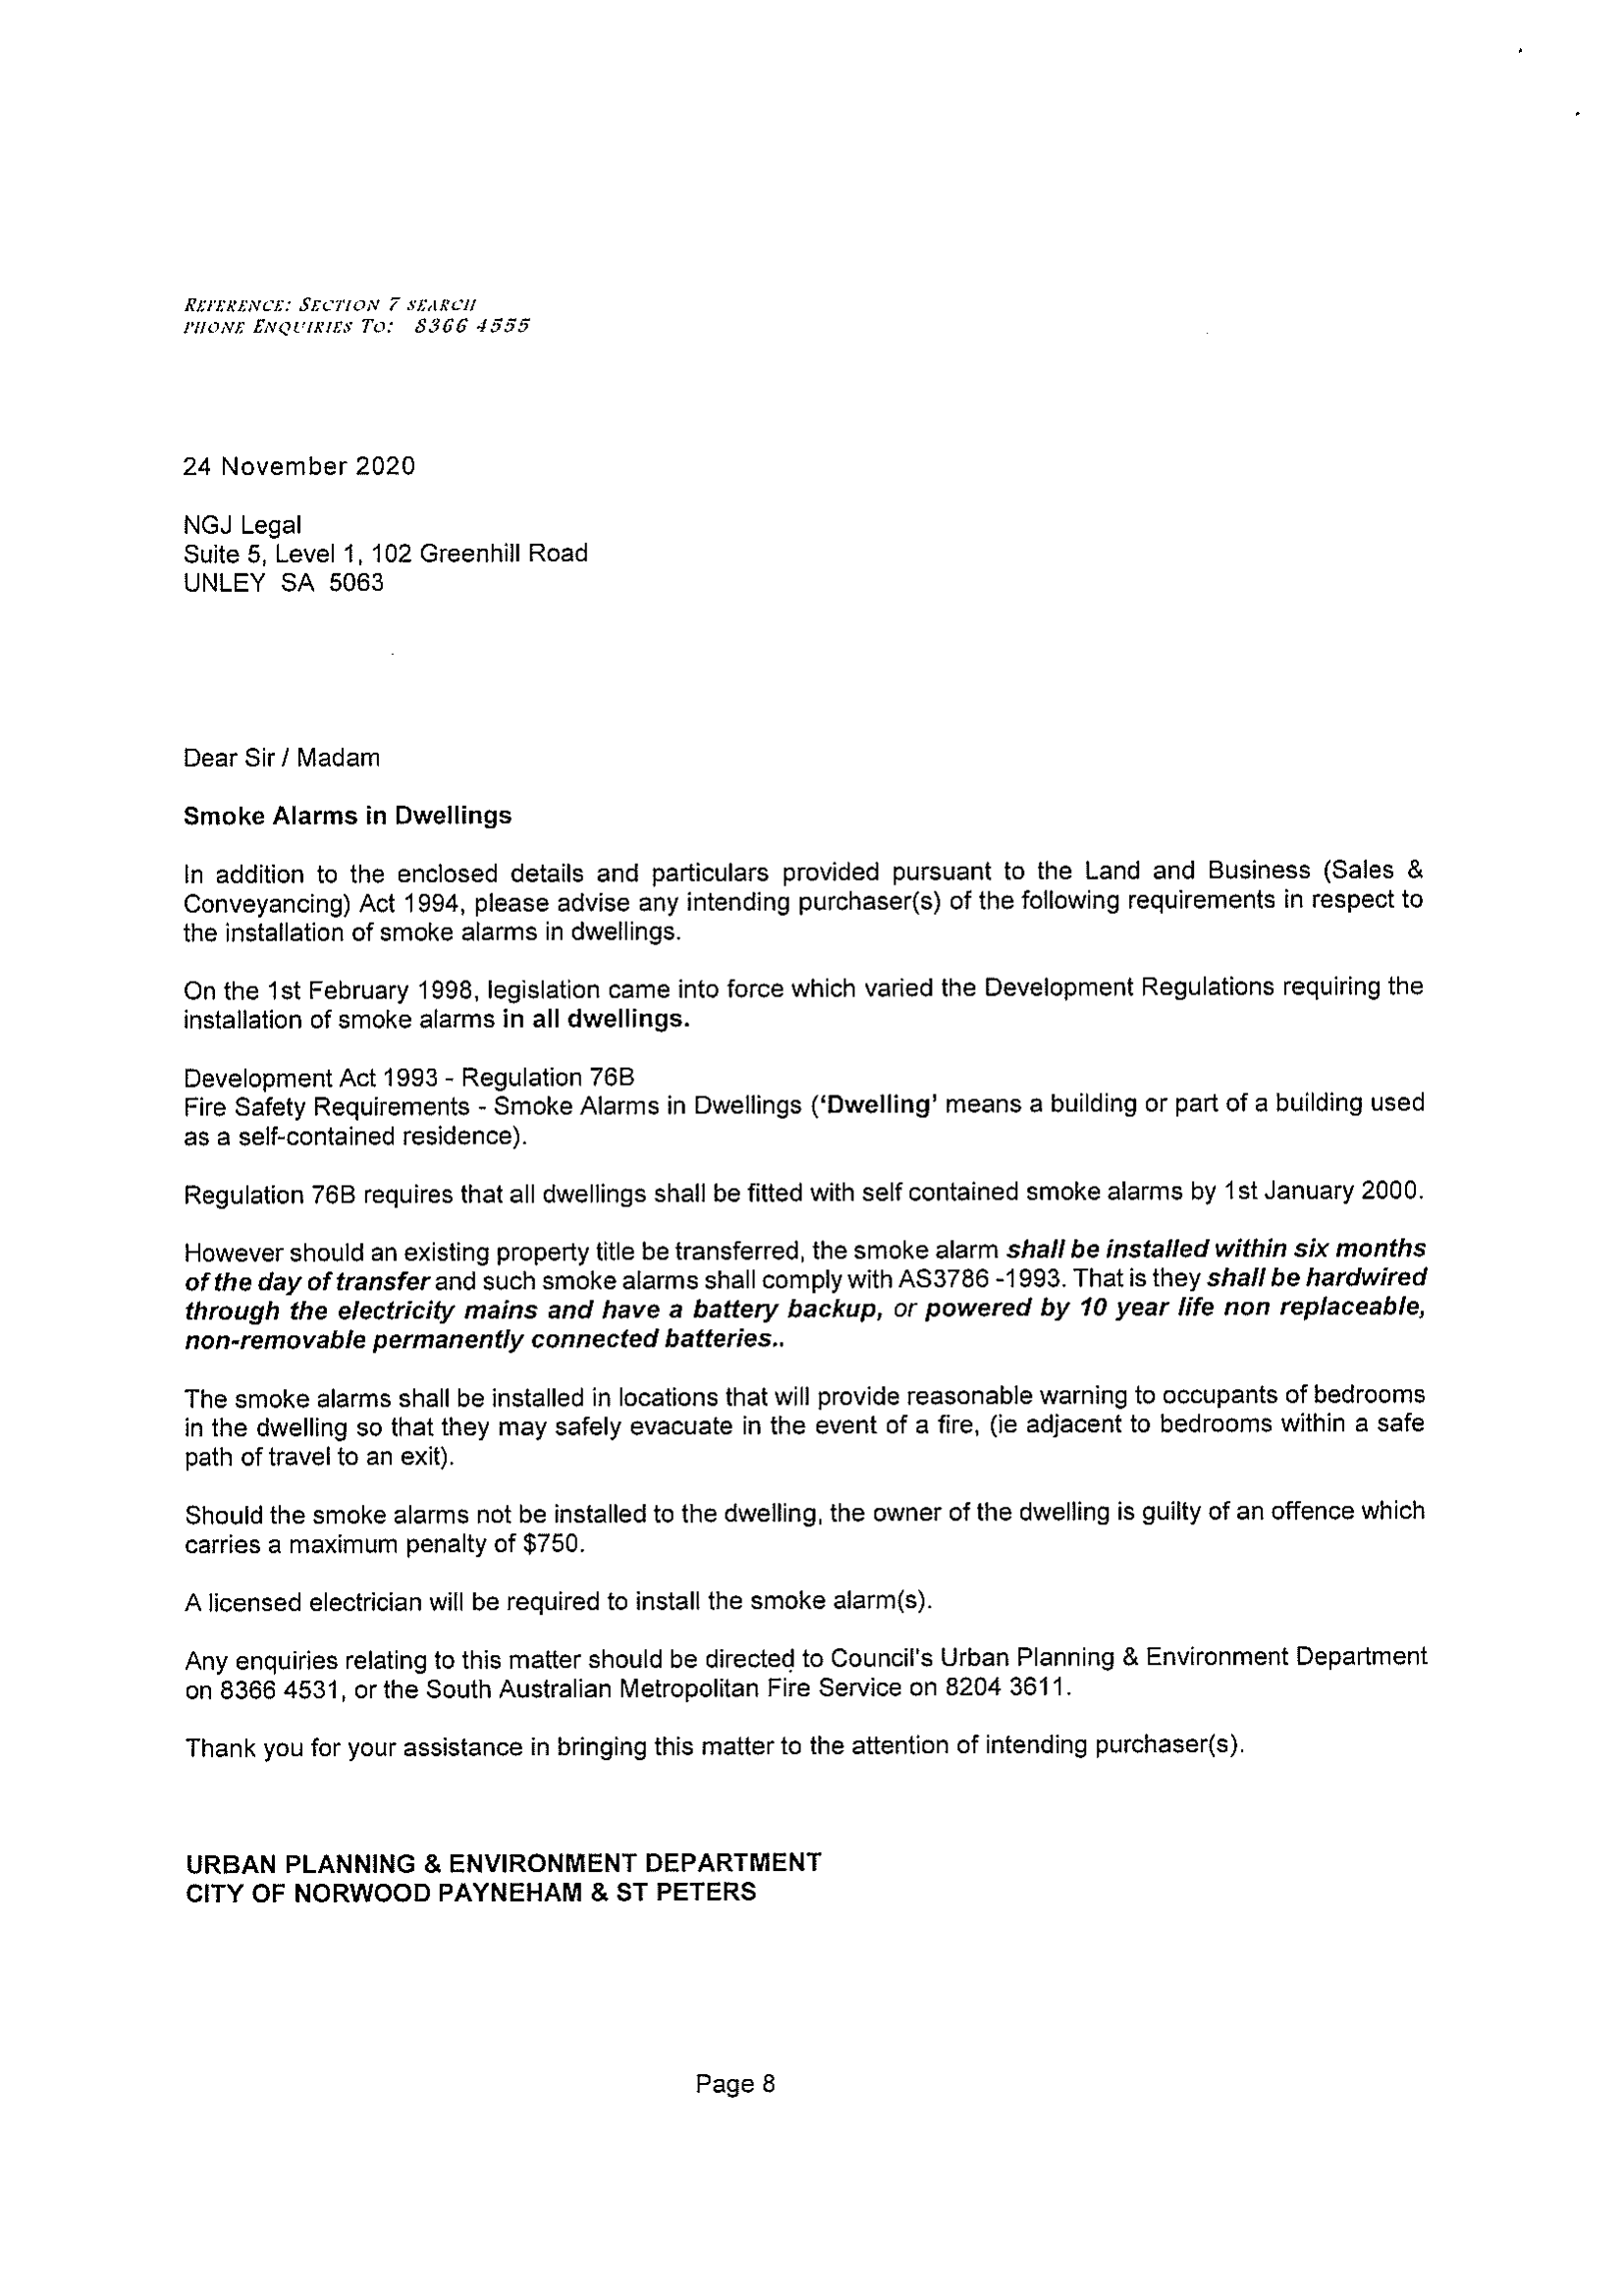 REFERENCE: SECTION 7 SEARCH
PHONE ENQUIRIES TO: 8366 4555
24 November 2020
NGJ Legal
Suite 5, Level 1, 102 Greenhill Road
UNLEY SA 5063
Dear Sir / Madam
Smoke Alarms in Dwellings
In addition to the enclosed details and particulars provided pursuant to the Land and Business (Sales &
Conveyancing) Act 1994, please advise any intending purchaser(s) of the following requirements in respect to
the installation of smoke alarms in dwellings.
On the 1st February 1998, legislation came into force which varied the Development Regulations requiring the
installation of smoke alarms in all dwellings.
Development Act 1993 - Regulation 76B
Fire Safety Requirements - Smoke Alarms in Dwellings (‘Dwelling’ means a building or part of a building used
as a self-contained residence).
Regulation 76B requires that all dwellings shall be fitted with self contained smoke alarms by 1st January 2000.
However should an existing property title be transferred, the smoke alarm shall be installed within six months
of the day of transfer and such smoke alarms shall comply with AS3786 -1993. That is they shall be hardwired
through the electricity mains and have a battery backup, or powered by 10 year life non replaceable,
non-removable permanently connected batteries..
The smoke alarms shall be installed in locations that will provide reasonable warning to occupants of bedrooms
in the dwelling so that they may safely evacuate in the event of a fire, (ie adjacent to bedrooms within a safe
path of travel to an exit).
Should the smoke alarms not be installed to the dwelling, the owner of the dwelling is guilty of an offence which
carries a maximum penalty of $750.
A licensed electrician will be required to install the smoke alarm(s).
Any enquiries relating to this matter should be directed to Council's Urban Planning & Environment Department
on 8366 4531, or the South Australian Metropolitan Fire Service on 8204 3611.
Thank you for your assistance in bringing this matter to the attention of intending purchaser(s).
URBAN PLANNING & ENVIRONMENT DEPARTMENT
CITY OF NORWOOD PAYNEHAM & ST PETERS
Page 8